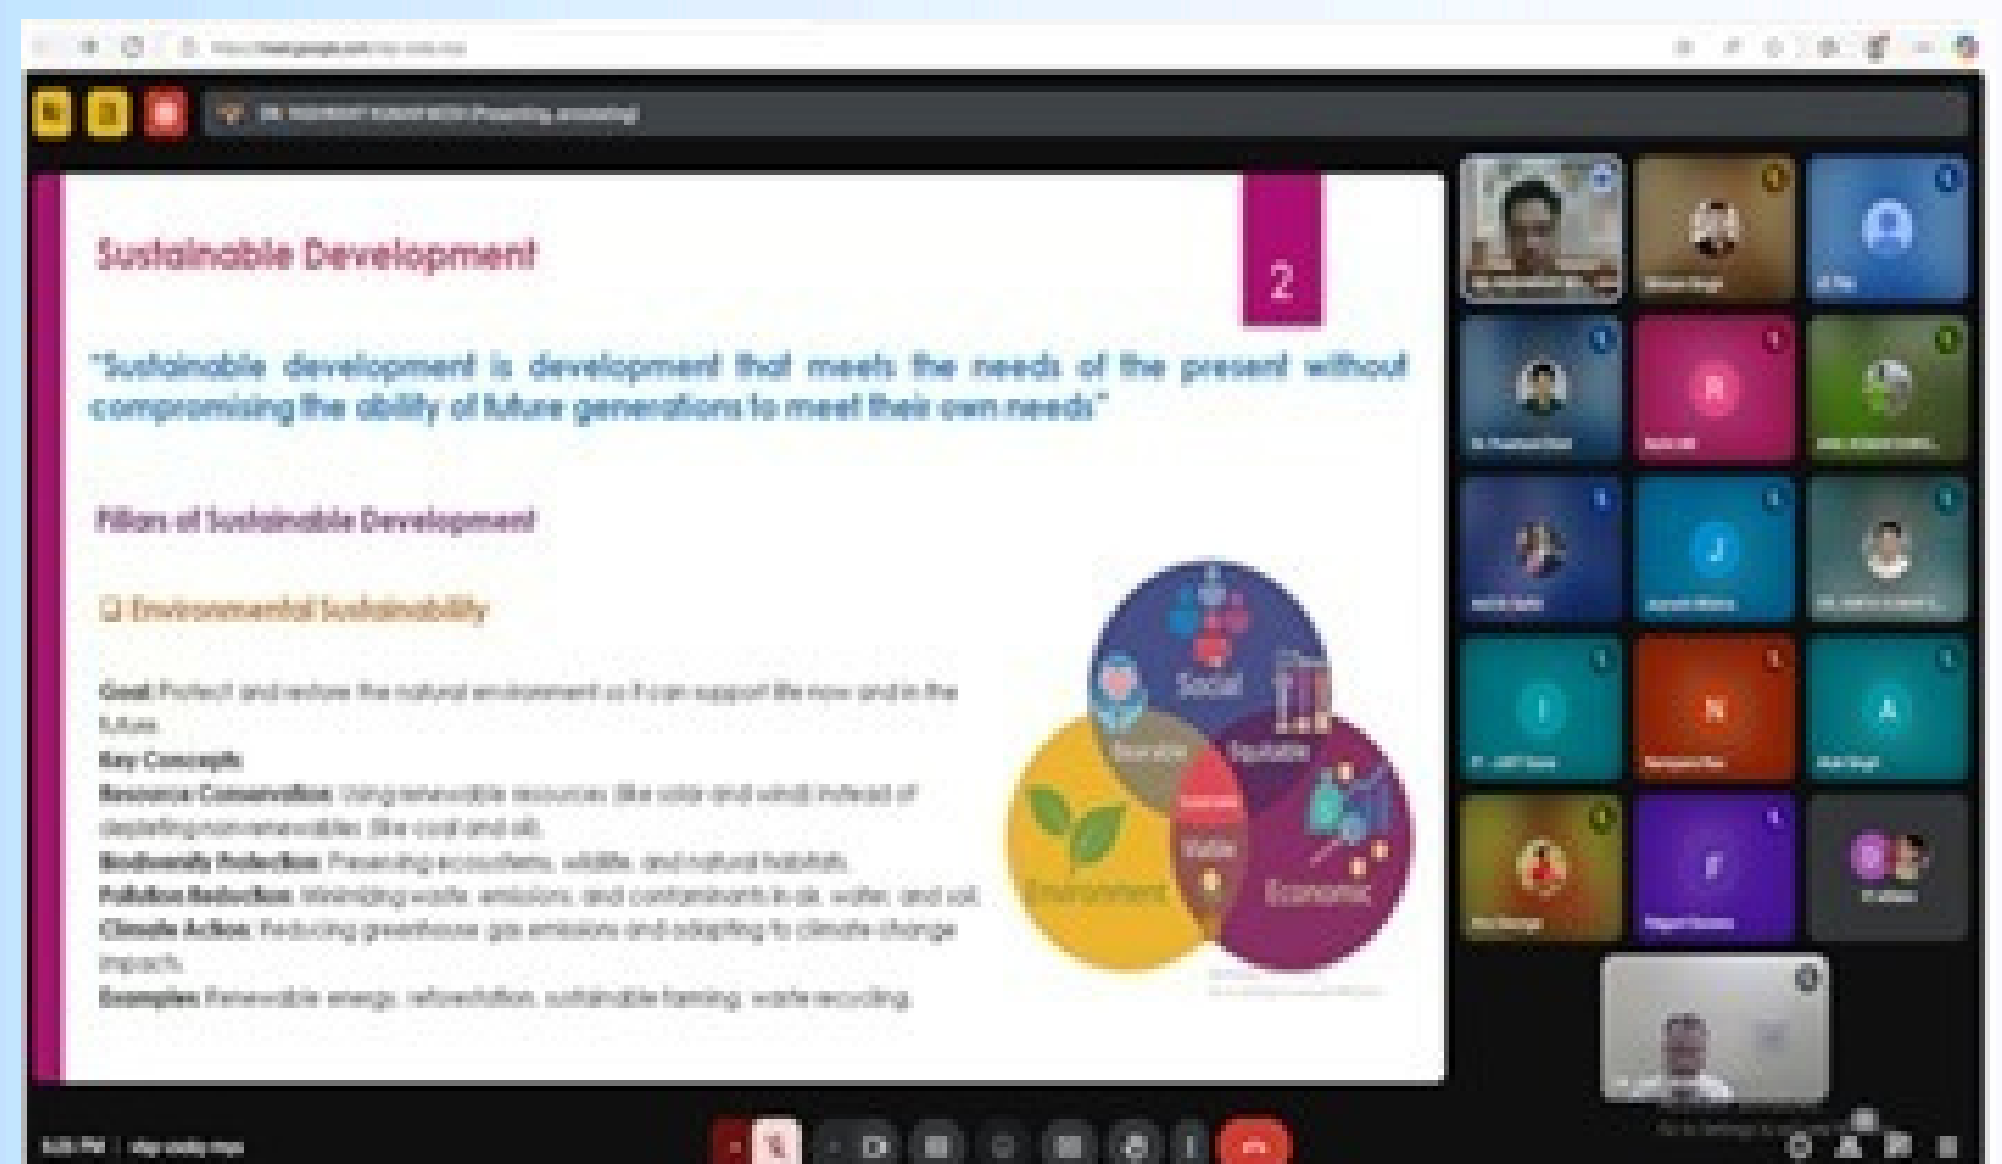 (Presenting, annotating)
Sustainable Development
2
"Sustainable development is development that meets the needs of the present without
compromising the ability of future generations to meet their own needs"
Pillars of Sustainable Development
❑ Environmental Sustainability
Goal: Protect and restore the natural environment so it can support life now and in the
future.
Key Concepts
Resource Conservation: Using renewable resources (like solar and wind) instead of
depleting non-renewables (like coal and oil).
Biodiversity Protection: Preserving ecosystems, wildlife, and natural habitats.
Pollution Reduction: Minimizing waste, emissions, and contaminants in air, water, and soil.
Climate Action: Reducing greenhouse gas emissions and adapting to climate change
impacts.
Examples: Renewable energy, reforestation, sustainable farming, waste recycling.
Social
Bearable
Equitable
Sustainable
Viable
Environment
Economic
R
J
I
N
A
F